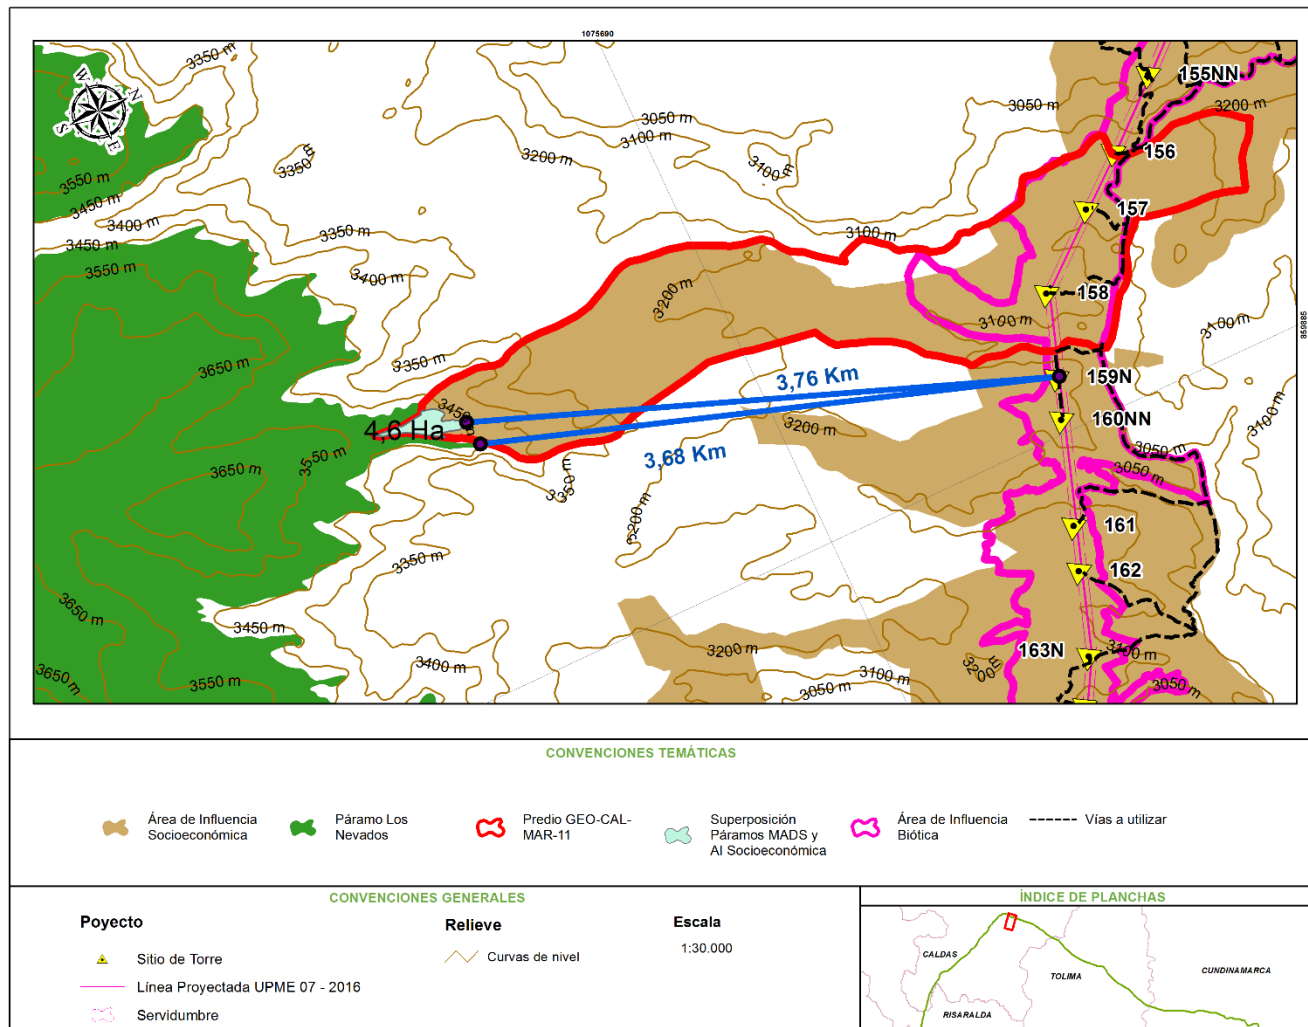 1075690
859885
N
W
S
E
3350 m
3050 m
3100 m
3200 m
3350 m
3100 m
3050 m
3200 m
155NN
156
157
158
159N
160NN
161
162
163N
3550 m
3450 m
3400 m
3450 m
3550 m
3350 m
3400 m
3100 m
3200 m
3100 m
3100 m
3650 m
3350 m
3450 m
3,76 Km
4,6 Ha
3,68 Km
3200 m
3100 m
3650 m
3550 m
3350 m
3200 m
3050 m
3050 m
3350 m
3650 m
3450 m
3400 m
3650 m
3550 m
3200 m
3100 m
3050 m
3200 m
3100 m
3050 m
CONVENCIONES TEMÁTICAS
Área de Influencia
Socioeconómica
Páramo Los
Nevados
Predio GEO-CAL-
MAR-11
Superposición
Páramos MADS y
AI Socioeconómica
Área de Influencia
Biótica
Vías a utilizar
CONVENCIONES GENERALES
Poyecto
Sitio de Torre
Línea Proyectada UPME 07 - 2016
Servidumbre
Relieve
Curvas de nivel
Escala
1:30.000
ÍNDICE DE PLANCHAS
CALDAS
TOLIMA
CUNDINAMARCA
RISARALDA